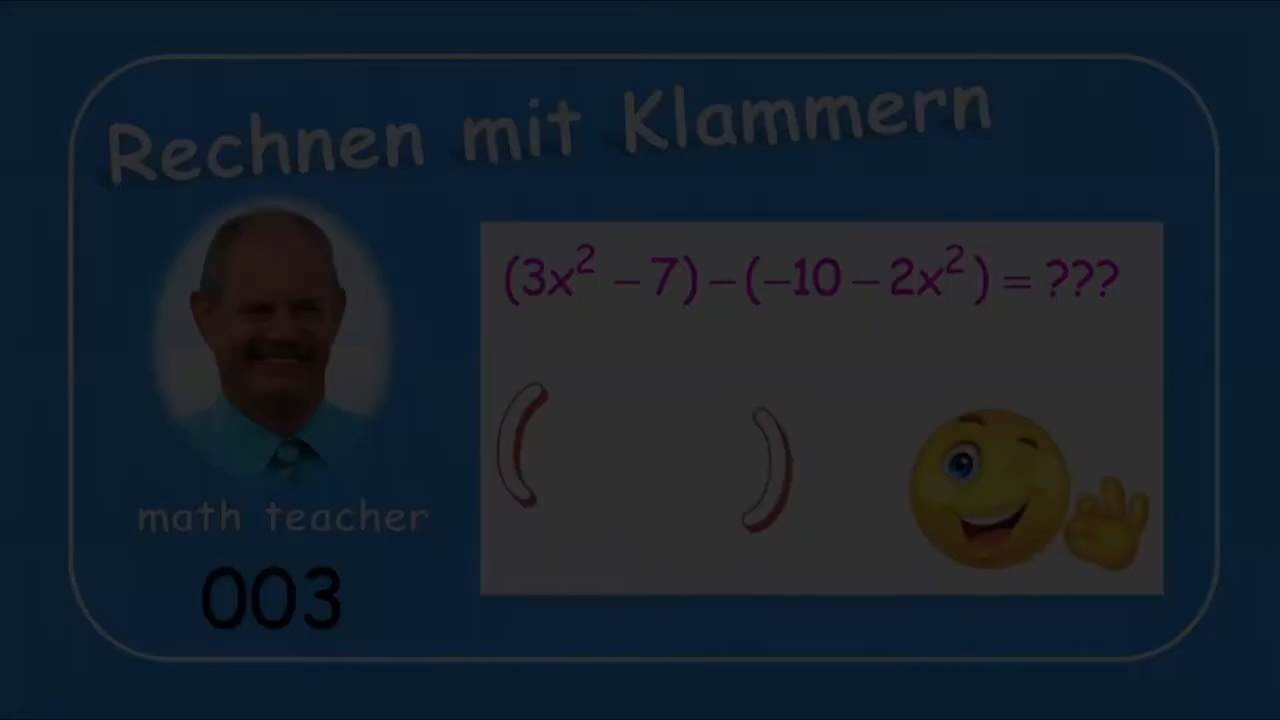 Rechnen mit Klammern
(3x² – 7) – (–10 – 2x²) = ???
( )
math teacher
003